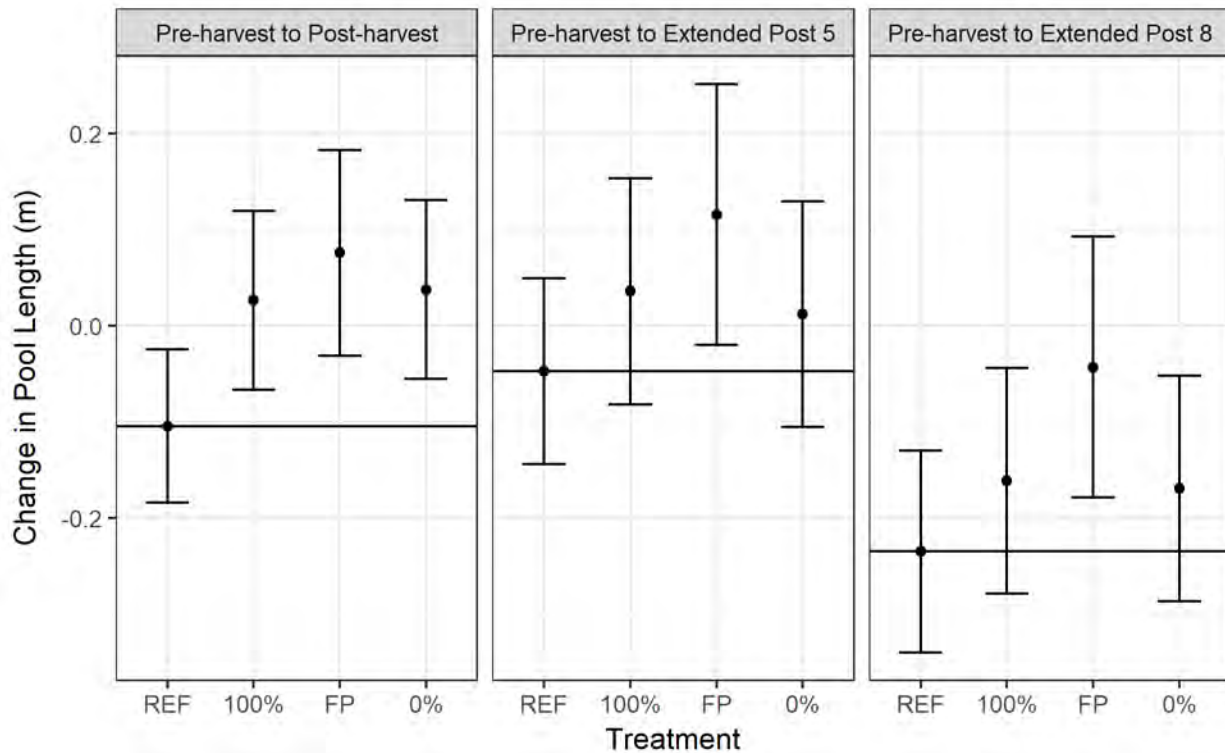 Pre-harvest to Post-harvest
Pre-harvest to Extended Post 5
Pre-harvest to Extended Post 8
Change in Pool Length (m)
0.2
0.0
-0.2
REF 100% FP 0%
REF 100% FP 0%
REF 100% FP 0%
Treatment